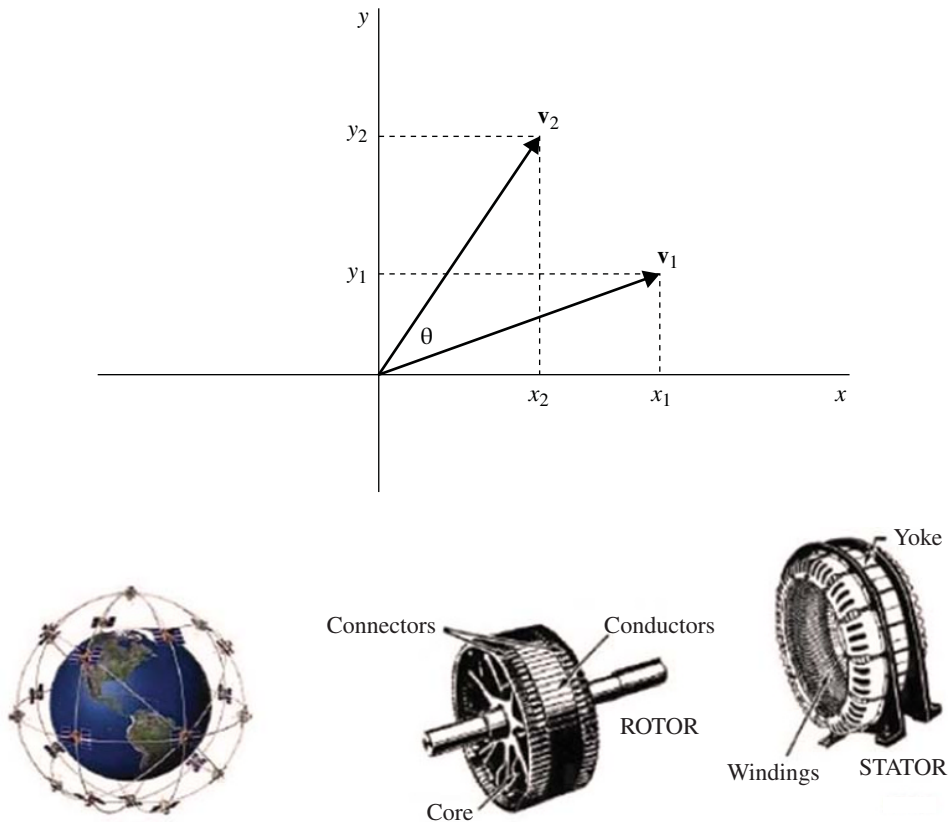 y
y₂
v₂
y₁
v₁
θ
x₂
x₁
x
Yoke
Connectors
Conductors
ROTOR
Windings
STATOR
Core